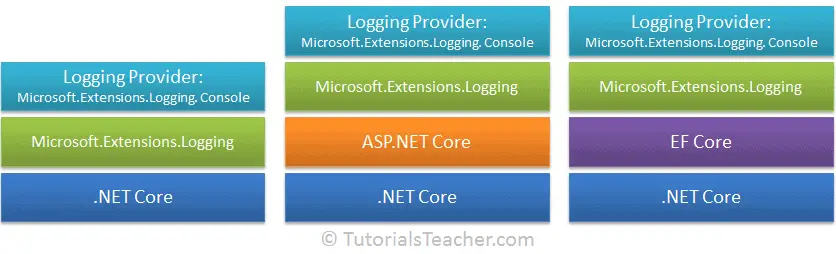 Logging Provider:
Microsoft.Extensions.Logging. Console
Microsoft.Extensions.Logging
.NET Core
Logging Provider:
Microsoft.Extensions.Logging. Console
Microsoft.Extensions.Logging
ASP.NET Core
.NET Core
Logging Provider:
Microsoft.Extensions.Logging. Console
Microsoft.Extensions.Logging
EF Core
.NET Core
© TutorialsTeacher.com